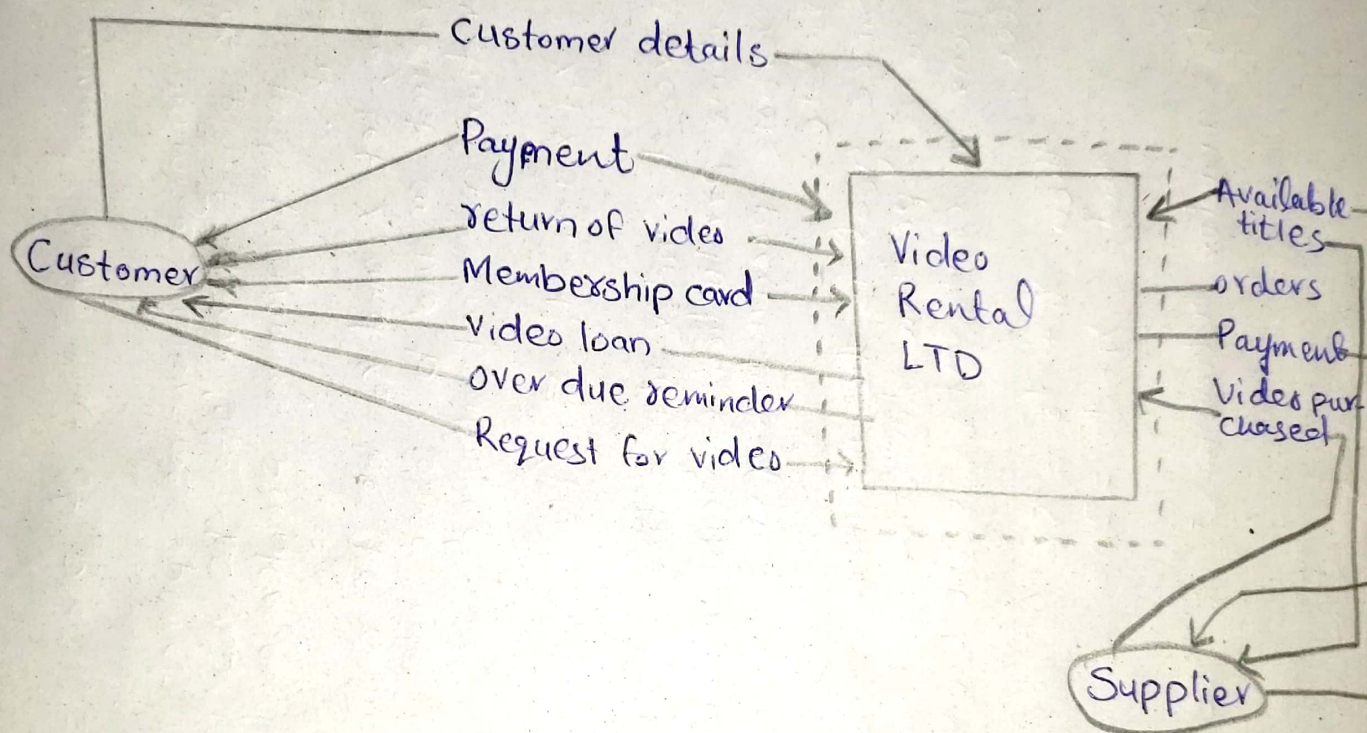 Customer details
Payment
return of video
Membership card
Video loan
over due reminder
Request for video
Customer
Video
Rental
LTD
Available
titles
orders
Payment
Video pur
chased
Supplier